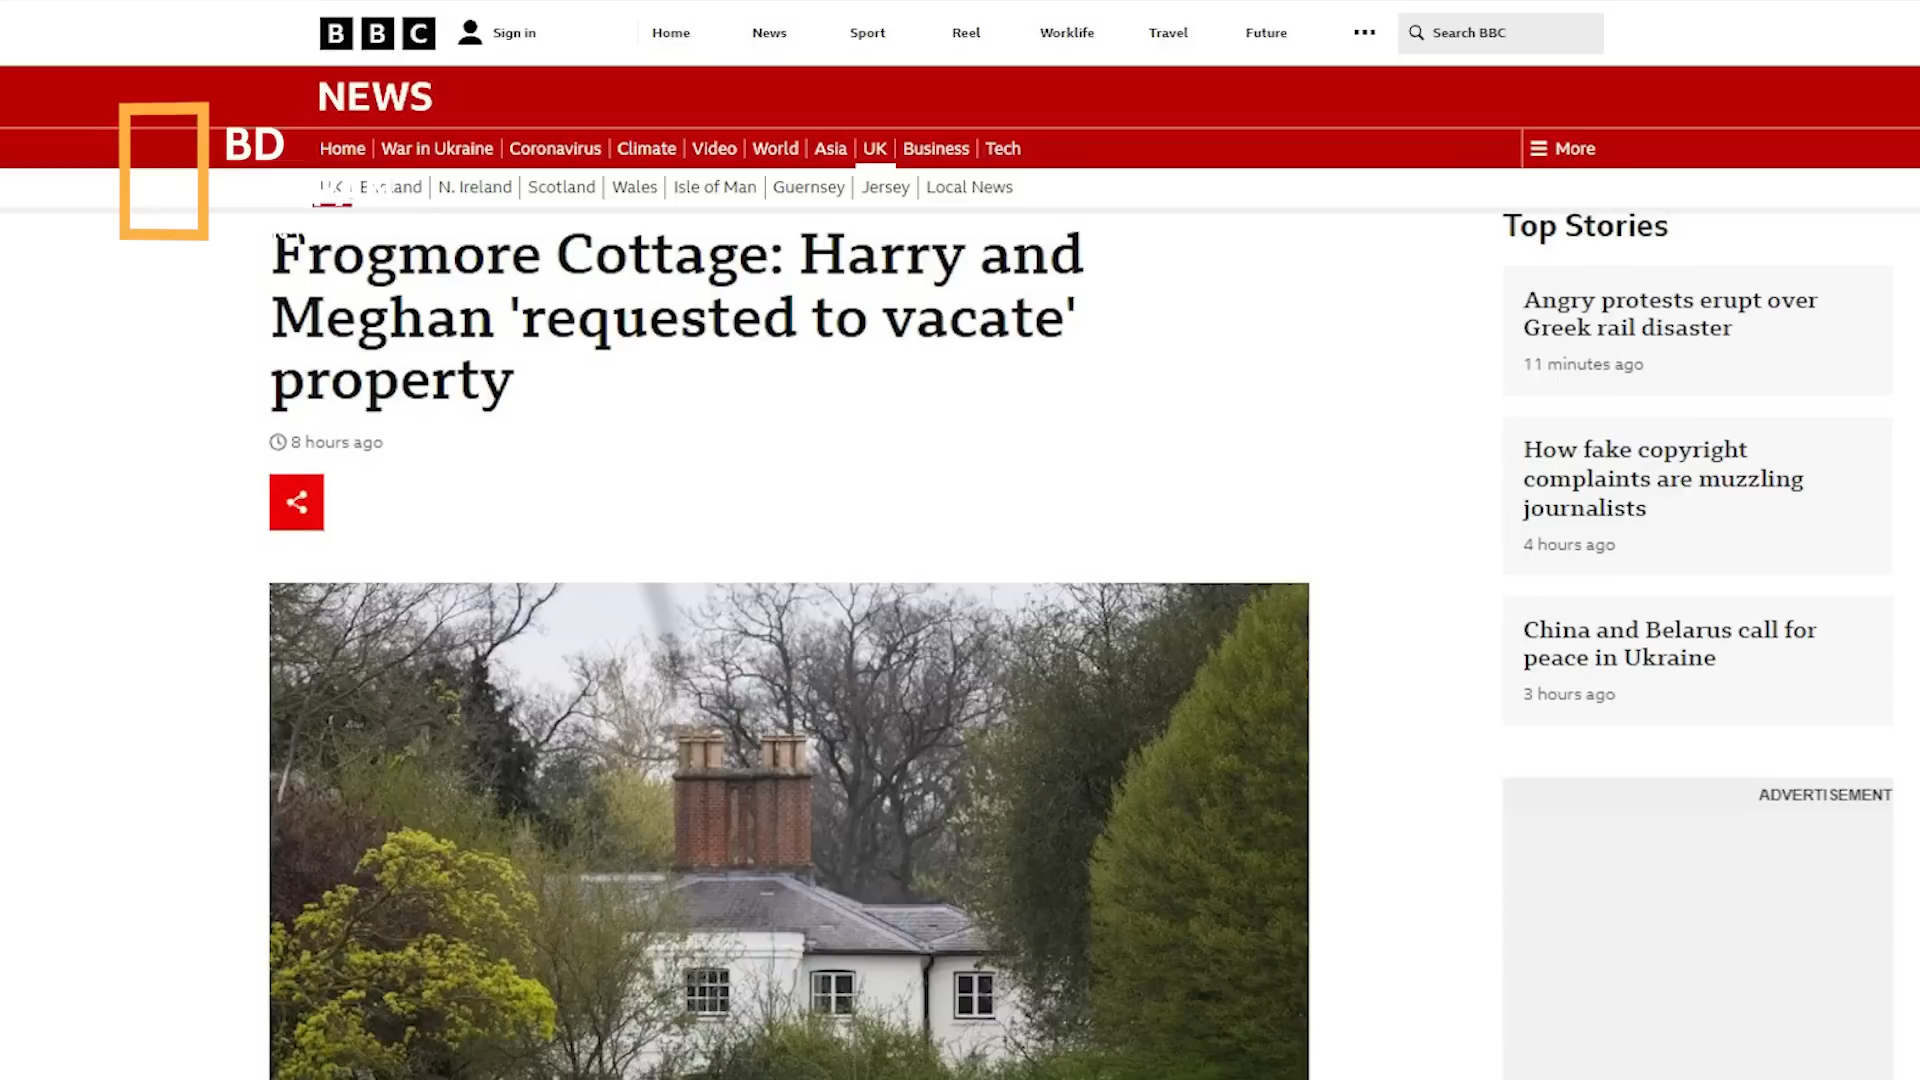 BBC Sign in Home News Sport Reel Worklife Travel Future ••• Search BBC
NEWS
BD
Home War in Ukraine Coronavirus Climate Video World Asia UK Business Tech More
UK England N. Ireland Scotland Wales Isle of Man Guernsey Jersey Local News
Frogmore Cottage: Harry and
Meghan 'requested to vacate'
property
8 hours ago
Top Stories
Angry protests erupt over
Greek rail disaster
11 minutes ago
How fake copyright
complaints are muzzling
journalists
4 hours ago
China and Belarus call for
peace in Ukraine
3 hours ago
ADVERTISEMENT